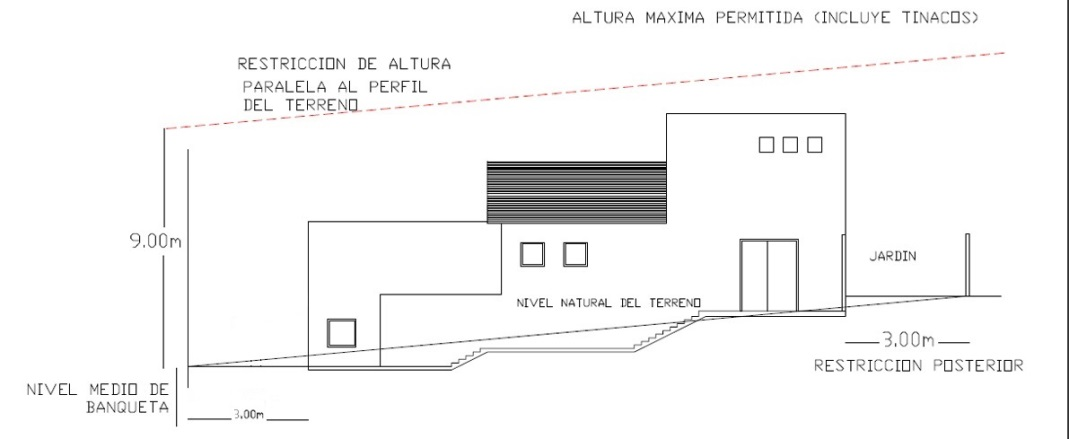 ALTURA MAXIMA PERMITIDA (INCLUYE TINACOS)
RESTRICCION DE ALTURA
PARALELA AL PERFIL
DEL TERRENO
9.00m
JARDIN
NIVEL NATURAL DEL TERRENO
3.00m
RESTRICCION POSTERIOR
NIVEL MEDIO DE
BANQUETA
3.00m